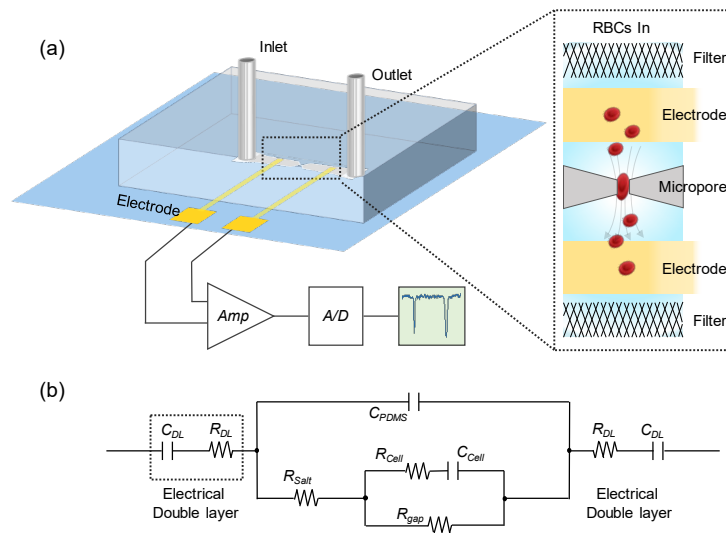 (a)
Inlet
Outlet
Electrode
Amp
A/D
RBCs In
Filter
Electrode
Micropore
Electrode
Filter
(b)
C_PDMS
C_DL
R_DL
R_DL
C_DL
R_Cell
C_Cell
R_Salt
R_gap
Electrical
Double layer
Electrical
Double layer